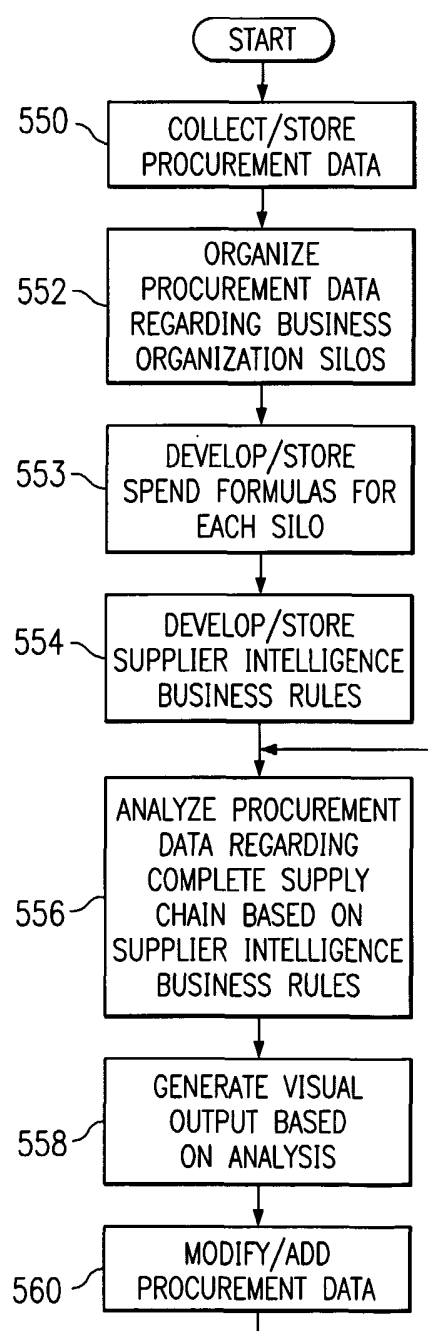 START
550
COLLECT/STORE
PROCUREMENT DATA
552
ORGANIZE
PROCUREMENT DATA
REGARDING BUSINESS
ORGANIZATION SILOS
553
DEVELOP/STORE
SPEND FORMULAS FOR
EACH SILO
554
DEVELOP/STORE
SUPPLIER INTELLIGENCE
BUSINESS RULES
556
ANALYZE PROCUREMENT
DATA REGARDING
COMPLETE SUPPLY
CHAIN BASED ON
SUPPLIER INTELLIGENCE
BUSINESS RULES
558
GENERATE VISUAL
OUTPUT BASED
ON ANALYSIS
560
MODIFY/ADD
PROCUREMENT DATA